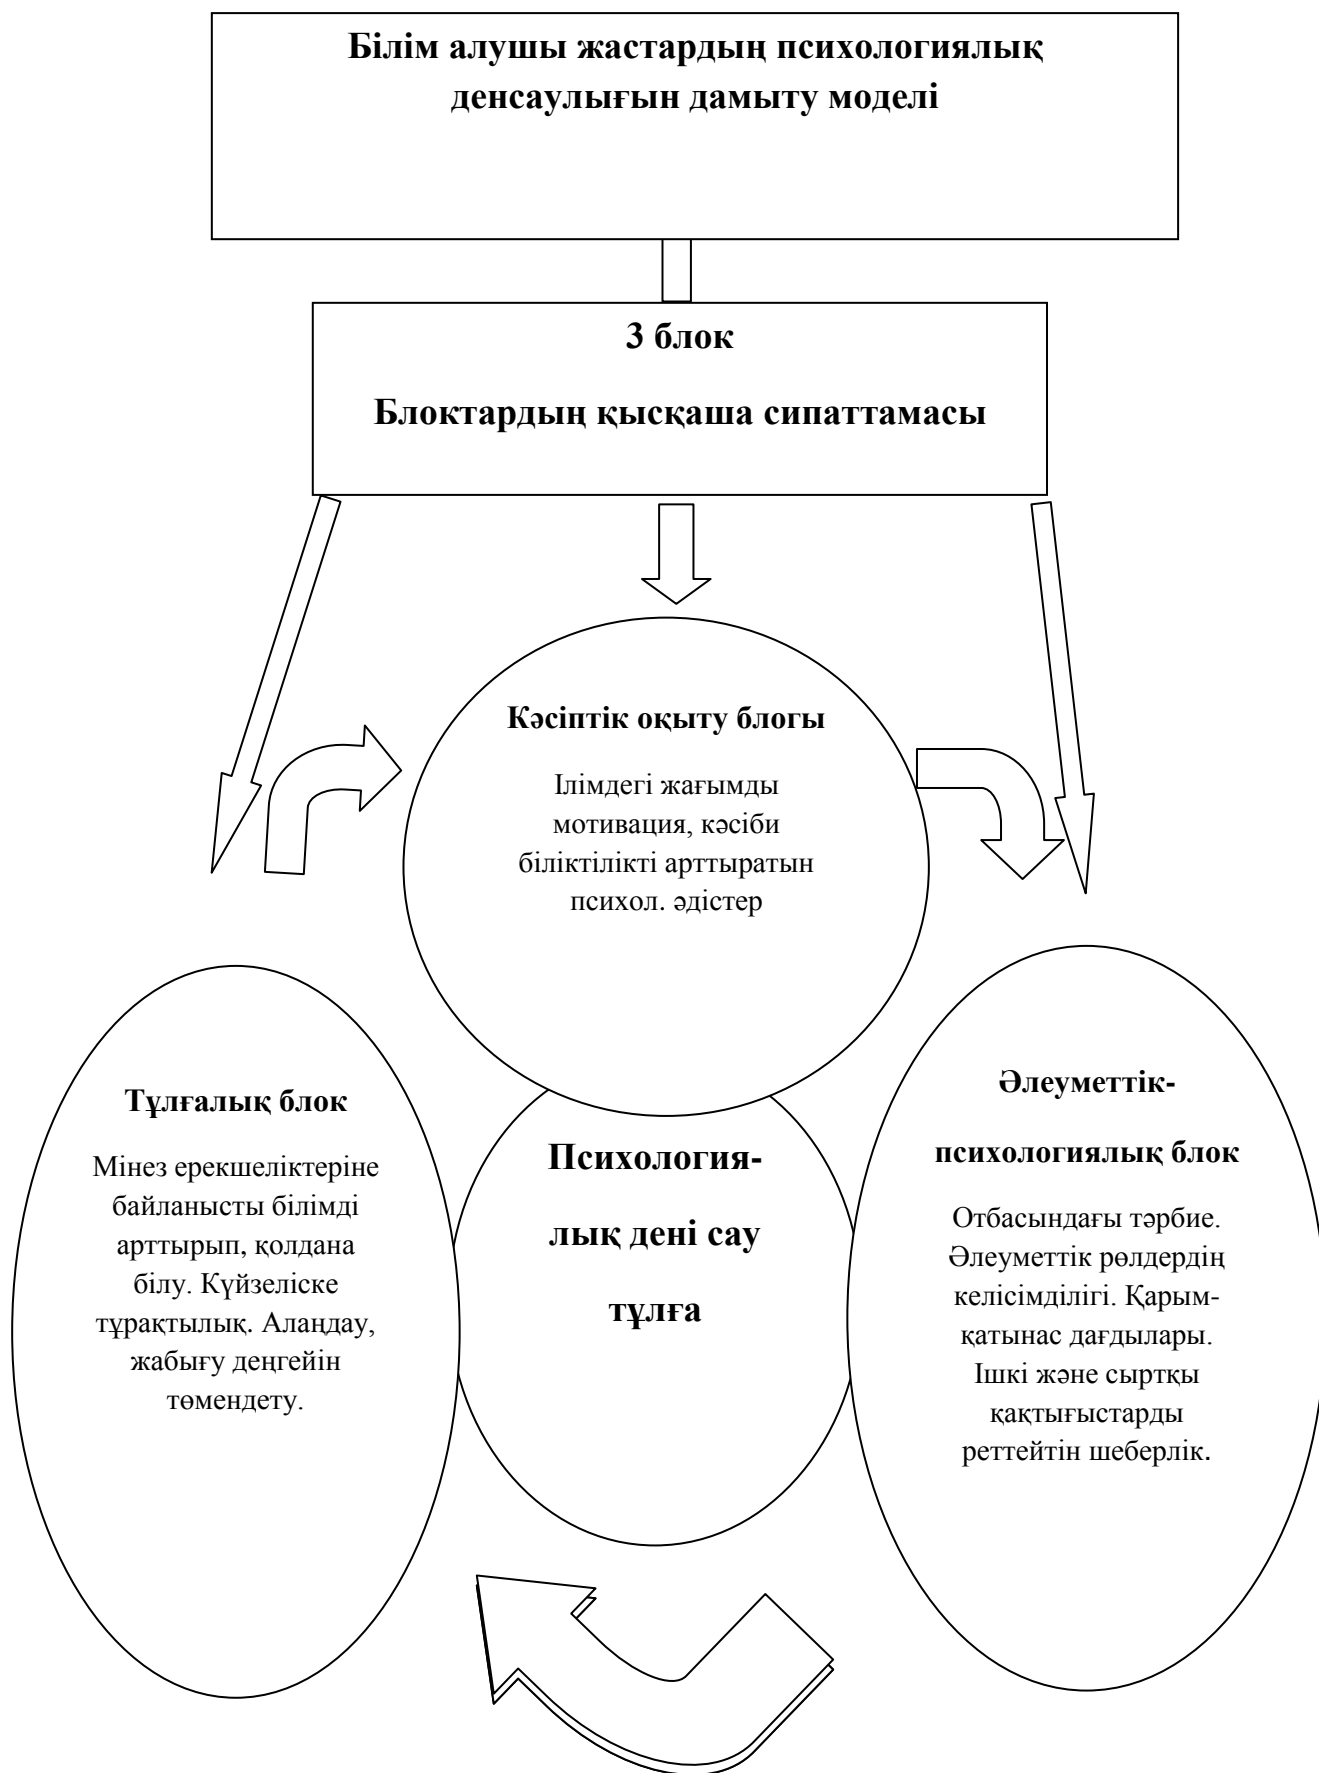 Білім алушы жастардың психологиялық
денсаулығын дамыту моделі
3 блок
Блоктардың қысқаша сипаттамасы
Кәсіптік оқыту блогы
Ілімдегі жағымды
мотивация, кәсіби
біліктілікті арттыратын
психол. әдістер
Тұлғалық блок
Мінез ерекшеліктеріне
байланысты білімді
арттырып, қолдана
білу. Күйзеліске
тұрақтылық. Алаңдау,
жабығу деңгейін
төмендету.
Психология-
лық дені сау
тұлға
Әлеуметтік-
психологиялық блок
Отбасындағы тәрбие.
Әлеуметтік рөлдердің
келісімділігі. Қарым-
қатынас дағдылары.
Ішкі және сыртқы
қақтығыстарды
реттейтін шеберлік.